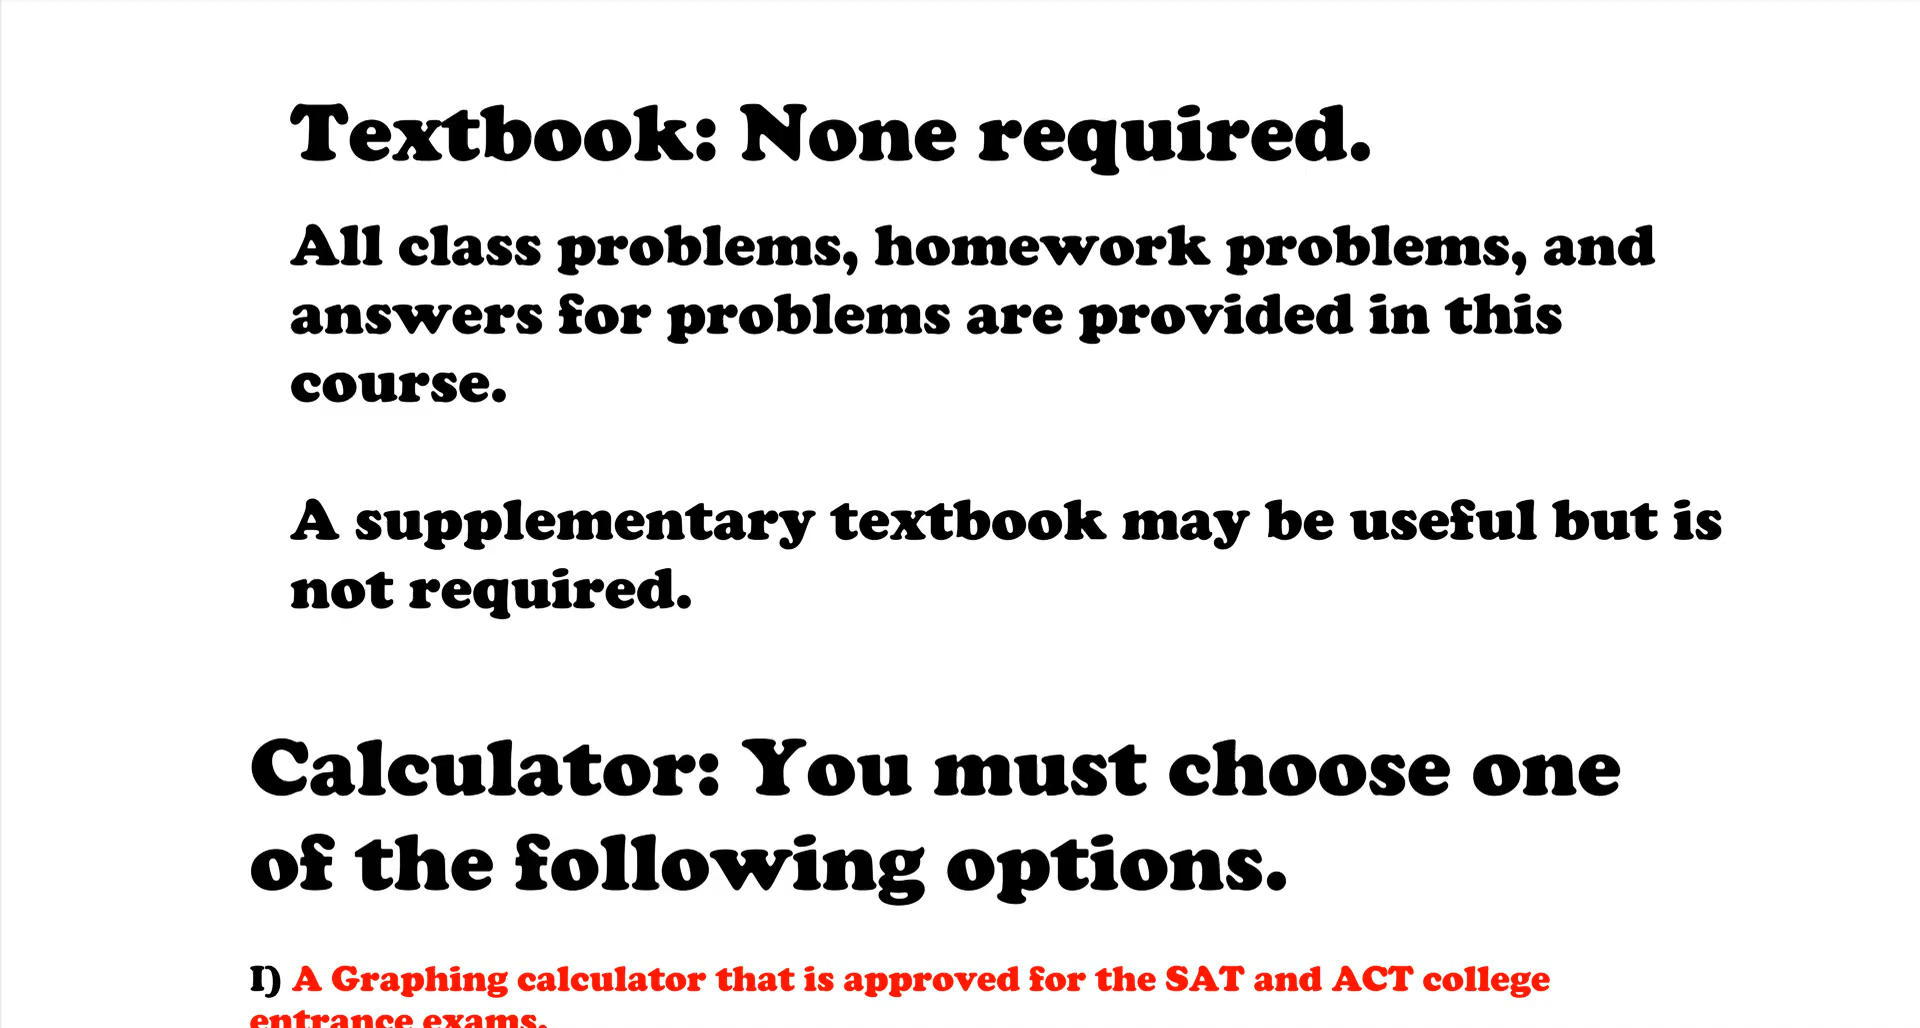 Textbook: None required.
All class problems, homework problems, and
answers for problems are provided in this
course.
A supplementary textbook may be useful but is
not required.
Calculator: You must choose one
of the following options.
I) A Graphing calculator that is approved for the SAT and ACT college
entrance exams.